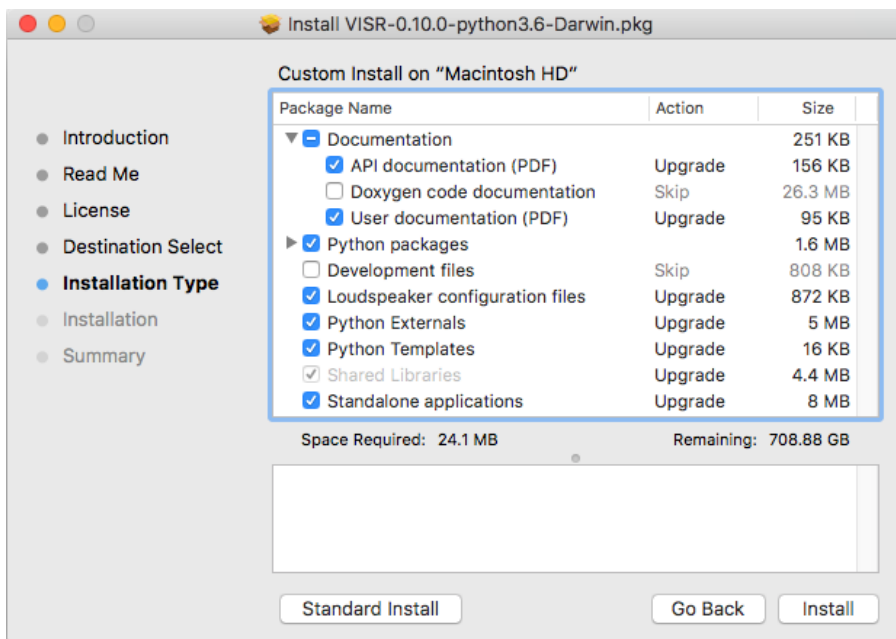 Install VISR-0.10.0-python3.6-Darwin.pkg
Custom Install on “Macintosh HD”
Introduction
Read Me
License
Destination Select
Installation Type
Installation
Summary
Package Name Action Size
Documentation 251 KB
API documentation (PDF) Upgrade 156 KB
Doxygen code documentation Skip 26.3 MB
User documentation (PDF) Upgrade 95 KB
Python packages 1.6 MB
Development files Skip 808 KB
Loudspeaker configuration files Upgrade 872 KB
Python Externals Upgrade 5 MB
Python Templates Upgrade 16 KB
Shared Libraries Upgrade 4.4 MB
Standalone applications Upgrade 8 MB
Space Required: 24.1 MB Remaining: 708.88 GB
Standard Install Go Back Install